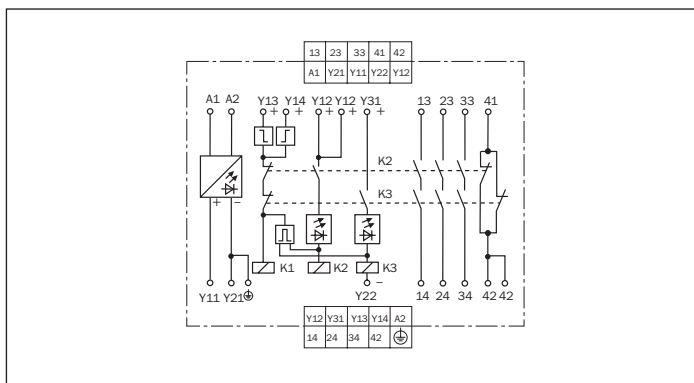 13 23 33 41 42
A1 Y21 Y11 Y22 Y12
A1 A2 Y13 Y14 Y12 Y12 Y31 13 23 33 41
+ + + + +
K2
K3
+ –
K1 K2 K3
–
Y11 Y21 Y22 14 24 34 42 42
Y12 Y31 Y13 Y14 A2
14 24 34 42